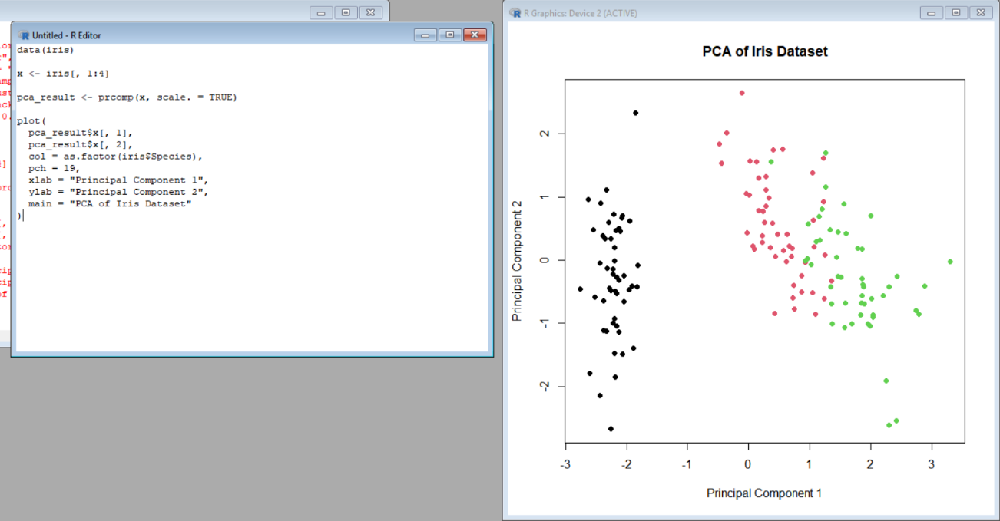 Untitled - R Editor
data(iris)
x <- iris[, 1:4]
pca_result <- prcomp(x, scale. = TRUE)
plot(
  pca_result$x[, 1],
  pca_result$x[, 2],
  col = as.factor(iris$Species),
  pch = 19,
  xlab = "Principal Component 1",
  ylab = "Principal Component 2",
  main = "PCA of Iris Dataset"
)
R Graphics: Device 2 (ACTIVE)
PCA of Iris Dataset
Principal Component 2
2
1
0
-1
-2
-3 -2 -1 0 1 2 3
Principal Component 1